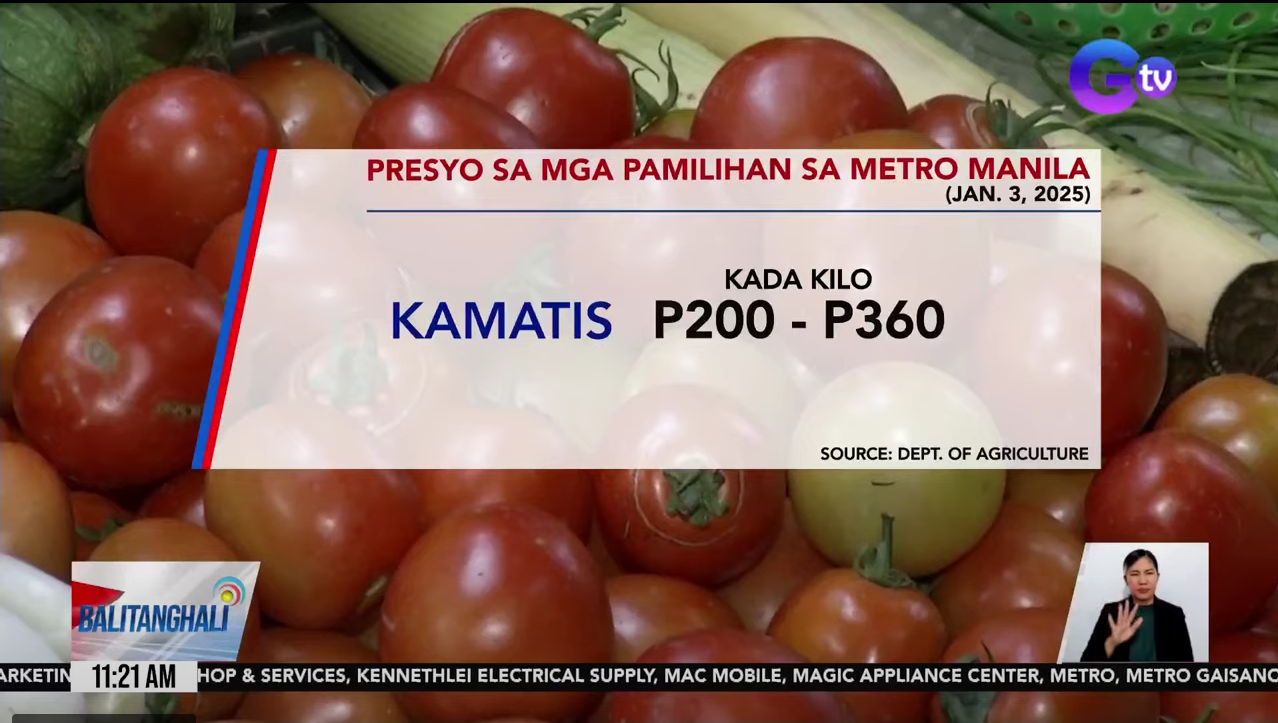 Gtv
PRESYO SA MGA PAMILIHAN SA METRO MANILA
(JAN. 3, 2025)
KADA KILO
KAMATIS P200 - P360
SOURCE: DEPT. OF AGRICULTURE
BALITANGHALI
11:21 AM
HOP & SERVICES, KENNETHLEI ELECTRICAL SUPPLY, MAC MOBILE, MAGIC APPLIANCE CENTER, METRO, METRO GAISANO